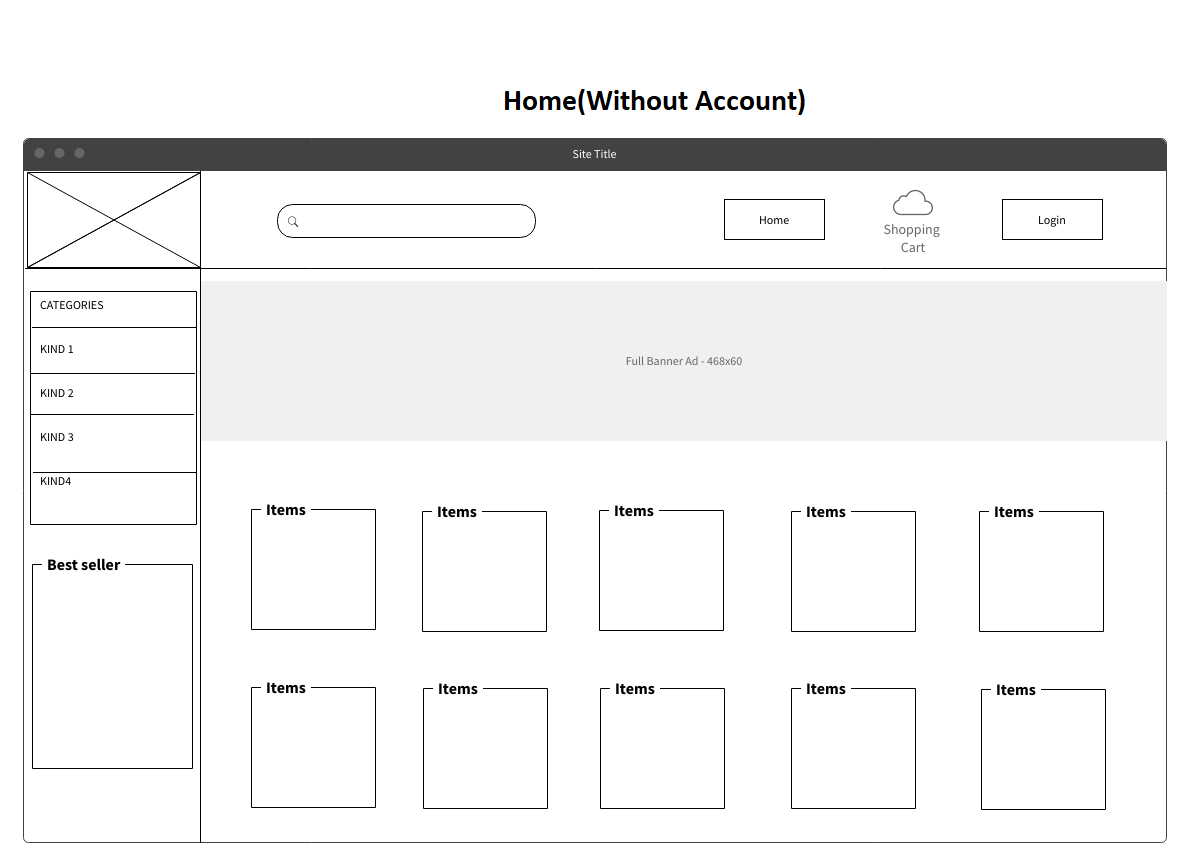 Home(Without Account)
Site Title
Home
Shopping
Cart
Login
CATEGORIES
KIND 1
KIND 2
KIND 3
KIND4
Full Banner Ad - 468x60
Best seller
Items
Items
Items
Items
Items
Items
Items
Items
Items
Items